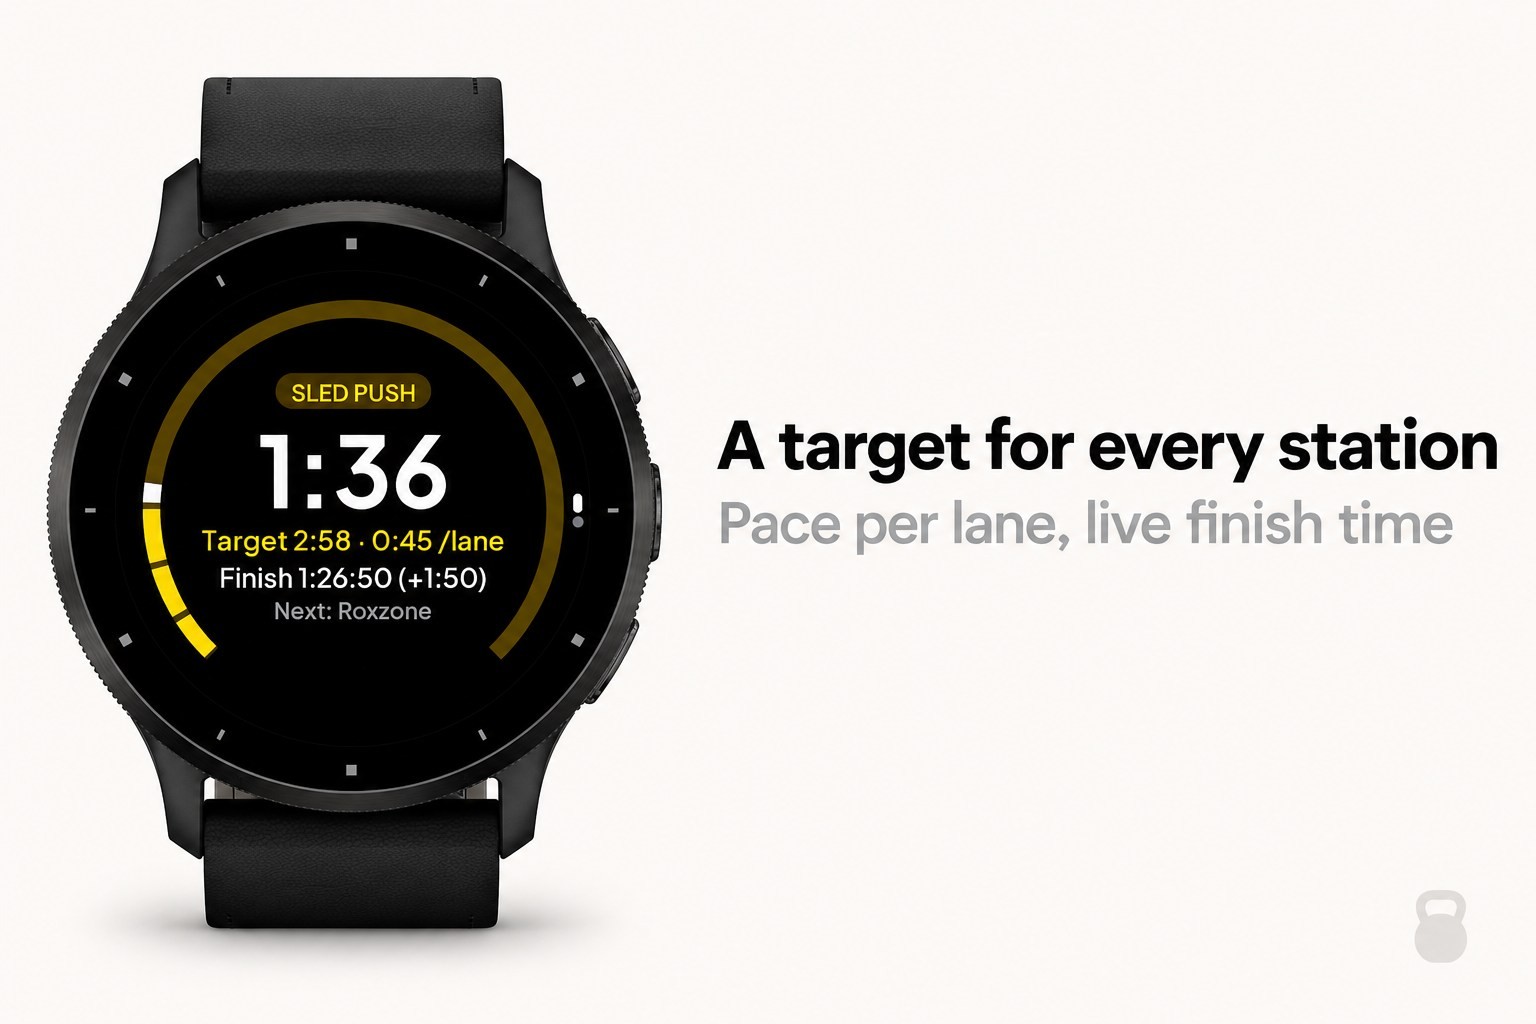 SLED PUSH
1:36
Target 2:58 · 0:45 /lane
Finish 1:26:50 (+1:50)
Next: Roxzone
A target for every station
Pace per lane, live finish time